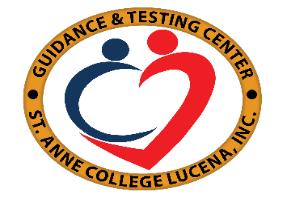 GUIDANCE & TESTING CENTER
ST. ANNE COLLEGE LUCENA, INC.